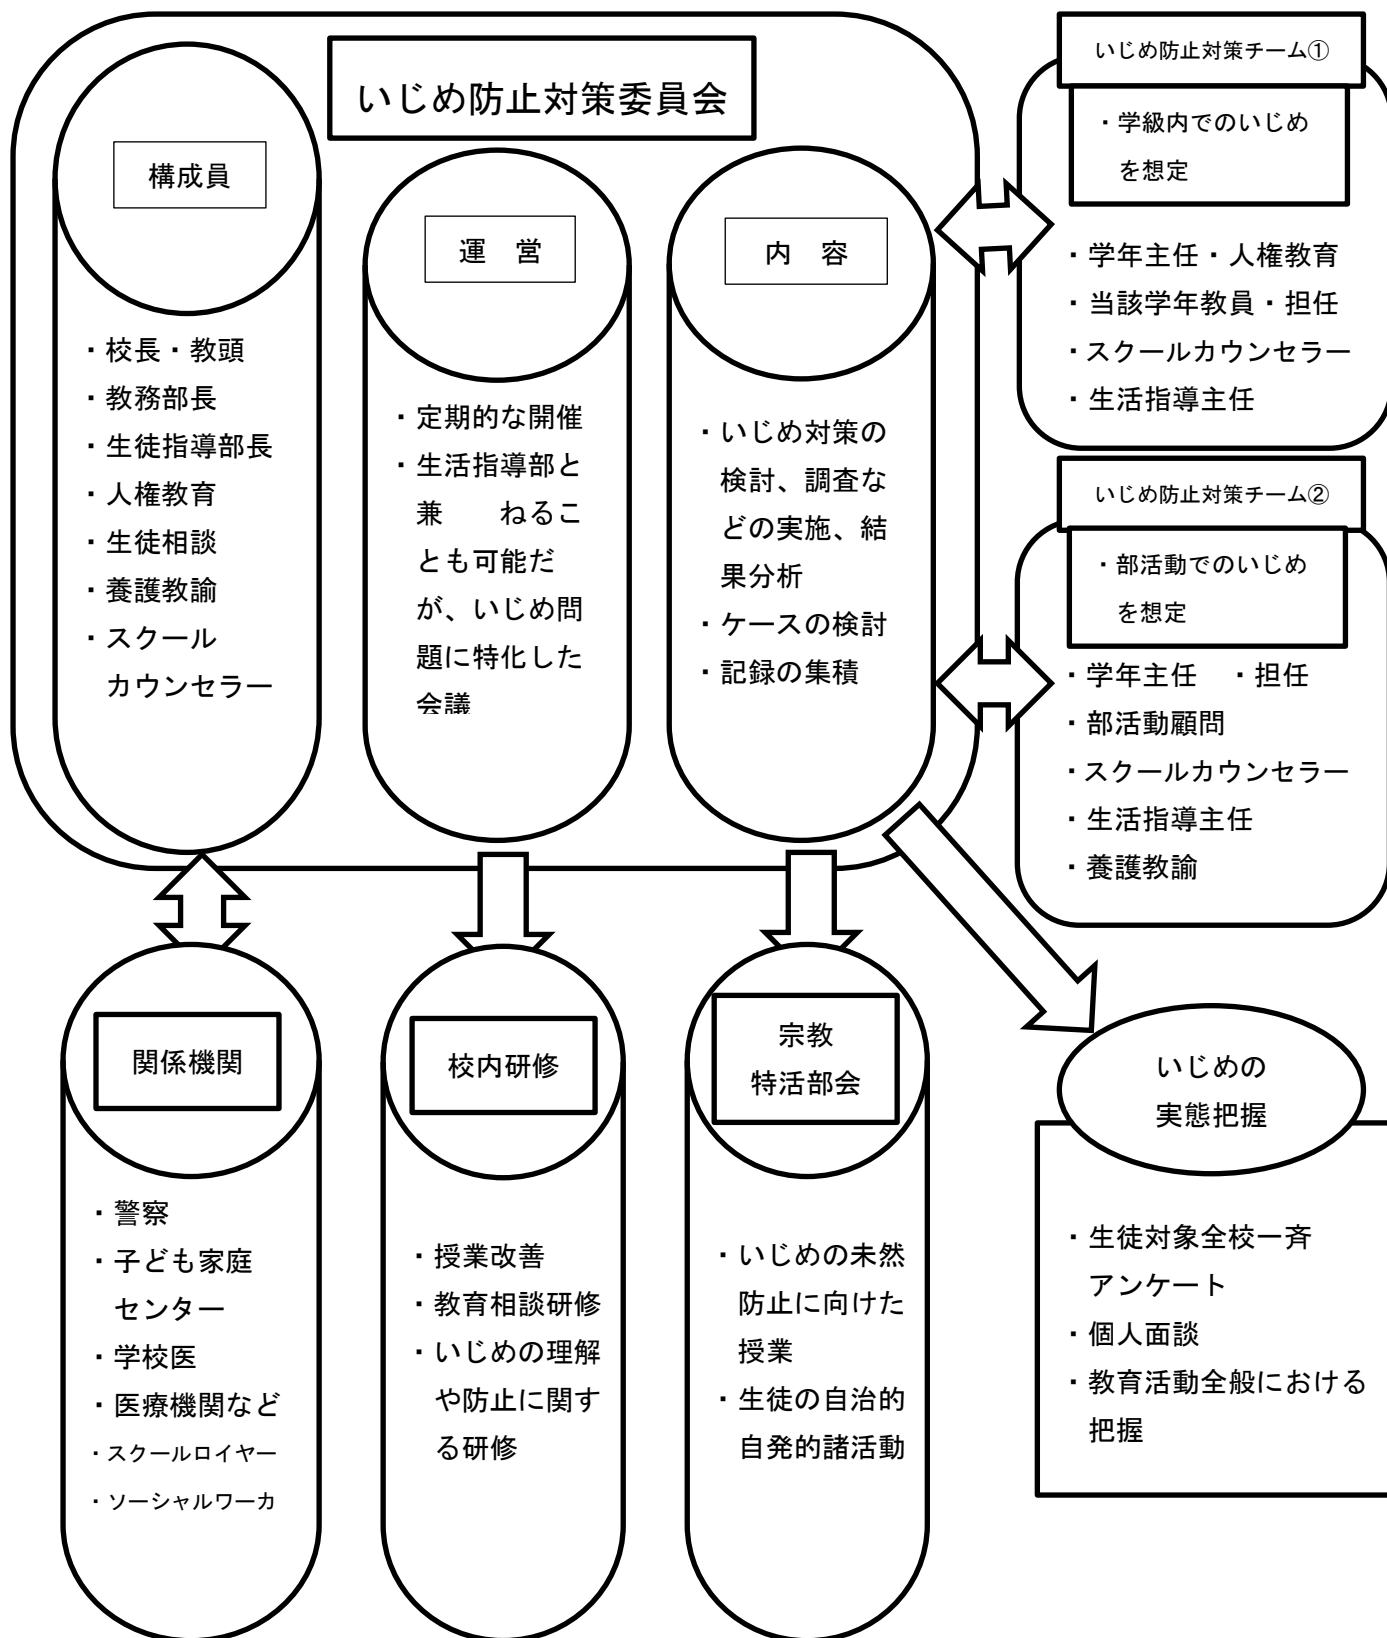 いじめ防止対策委員会
構成員
・校長・教頭
・教務部長
・生徒指導部長
・人権教育
・生徒相談
・養護教諭
・スクール
カウンセラー
運　営
・定期的な開催
・生活指導部と
兼　　ねるこ
とも可能だ
が、いじめ問
題に特化した
会議
内　容
・いじめ対策の
検討、調査な
どの実施、結
果分析
・ケースの検討
・記録の集積
いじめ防止対策チーム①
・学級内でのいじめ
を想定
・学年主任・人権教育
・当該学年教員・担任
・スクールカウンセラー
・生活指導主任
いじめ防止対策チーム②
・部活動でのいじめ
を想定
・学年主任　・担任
・部活動顧問
・スクールカウンセラー
・生活指導主任
・養護教諭
関係機関
・警察
・子ども家庭
センター
・学校医
・医療機関など
・スクールロイヤー
・ソーシャルワーカ
校内研修
・授業改善
・教育相談研修
・いじめの理解
や防止に関す
る研修
宗教
特活部会
・いじめの未然
防止に向けた
授業
・生徒の自治的
自発的諸活動
いじめの
実態把握
・生徒対象全校一斉
アンケート
・個人面談
・教育活動全般における
把握